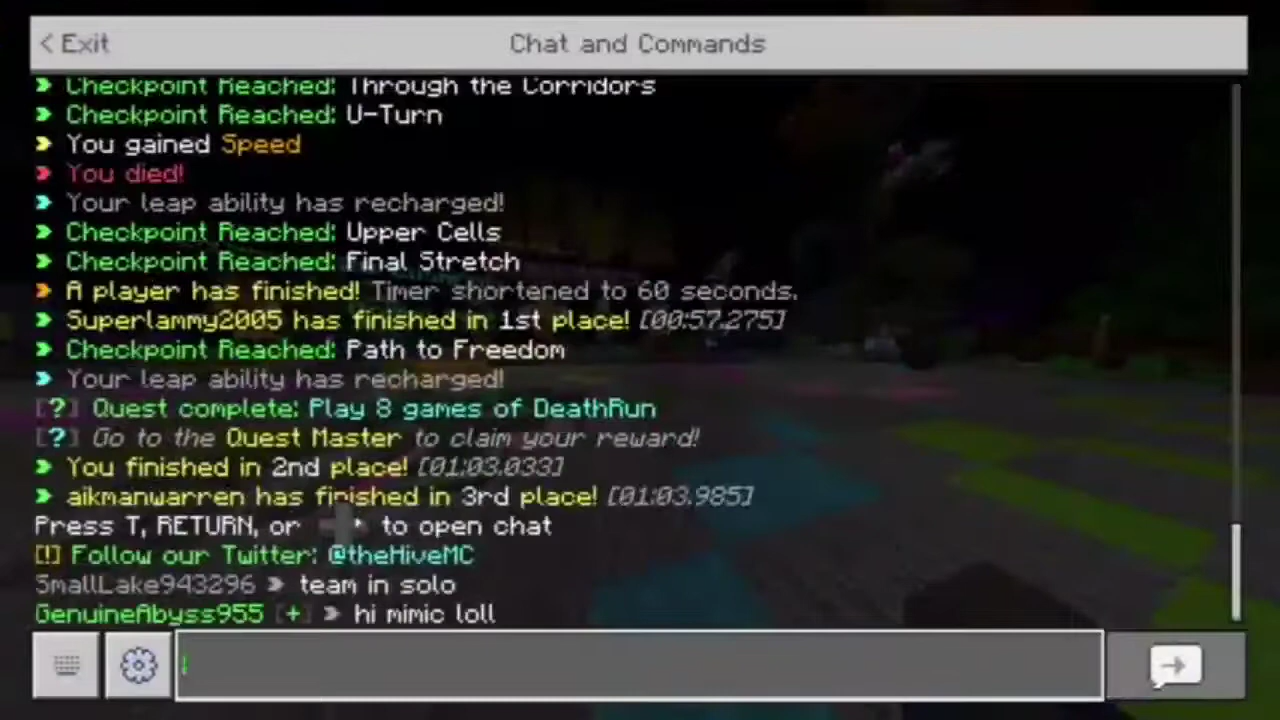 < Exit
Chat and Commands
Checkpoint Reached: Through the Corridors
Checkpoint Reached: U-Turn
You gained Speed
You died!
Your leap ability has recharged!
Checkpoint Reached: Upper Cells
Checkpoint Reached: Final Stretch
A player has finished! Timer shortened to 60 seconds.
Superlammy2005 has finished in 1st place! [00:57.275]
Checkpoint Reached: Path to Freedom
Your leap ability has recharged!
[?] Quest complete: Play 8 games of DeathRun
[?] Go to the Quest Master to claim your reward!
You finished in 2nd place! [01:03.033]
aikmanwarren has finished in 3rd place! [01:03.985]
Press T, RETURN, or to open chat
[!] Follow our Twitter: @theHiveMC
SmallLake943296 » team in solo
GenuineAbyss955 [+] » hi mimic loll